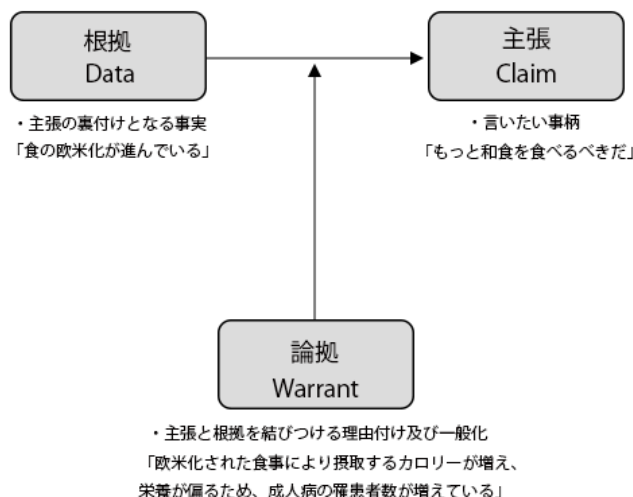 根拠
Data
・主張の裏付けとなる事実
「食の欧米化が進んでいる」
主張
Claim
・言いたい事柄
「もっと和食を食べるべきだ」
論拠
Warrant
・主張と根拠を結びつける理由付け及び一般化
「欧米化された食事により摂取するカロリーが増え、
栄養が偏るため、成人病の罹患者数が増えている」